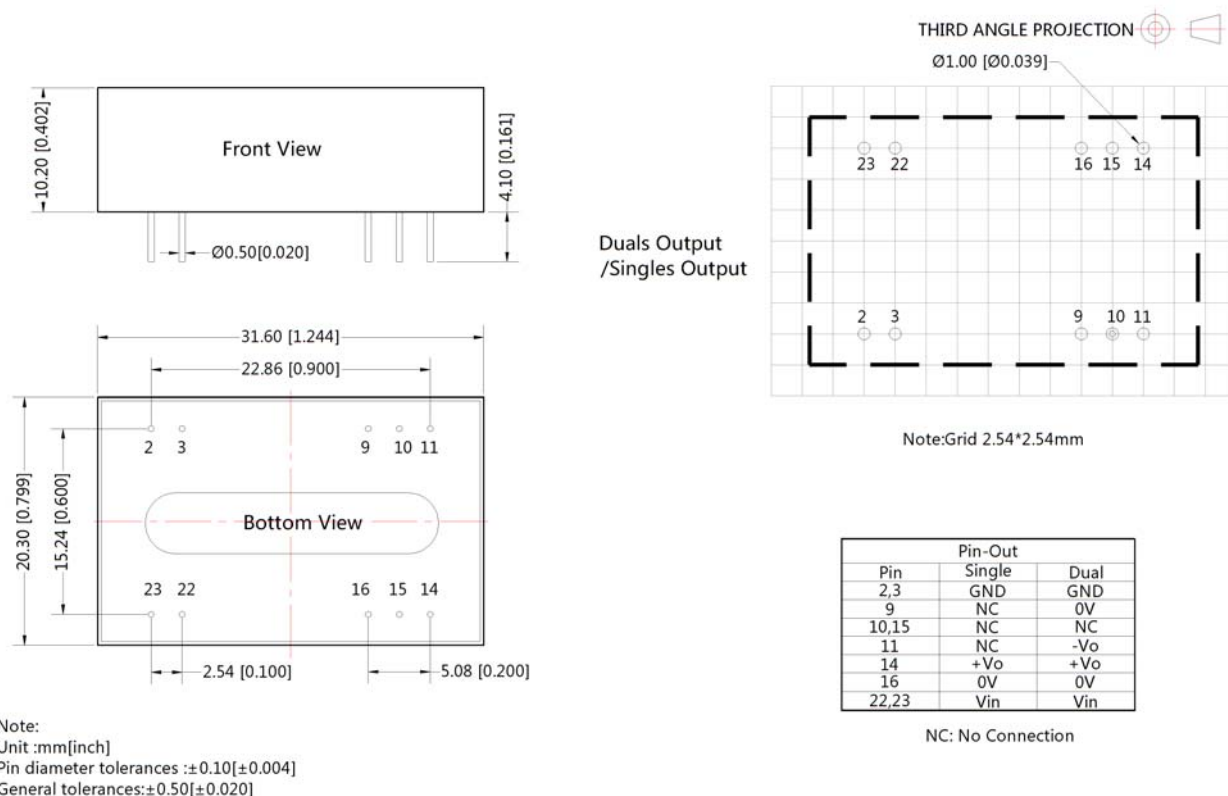 THIRD ANGLE PROJECTION
Ø1.00 [Ø0.039]
10.20 [0.402]
Front View
4.10 [0.161]
Ø0.50[0.020]
23 22 16 15 14
Duals Output
/Singles Output
2 3 9 10 11
Note:Grid 2.54*2.54mm
31.60 [1.244]
22.86 [0.900]
2 3 9 10 11
20.30 [0.799]
15.24 [0.600]
Bottom View
23 22 16 15 14
2.54 [0.100]
5.08 [0.200]
Pin-Out
Pin Single Dual
2,3 GND GND
9 NC 0V
10,15 NC NC
11 NC -Vo
14 +Vo +Vo
16 0V 0V
22,23 Vin Vin
NC: No Connection
Note:
Unit :mm[inch]
Pin diameter tolerances :±0.10[±0.004]
General tolerances:±0.50[±0.020]